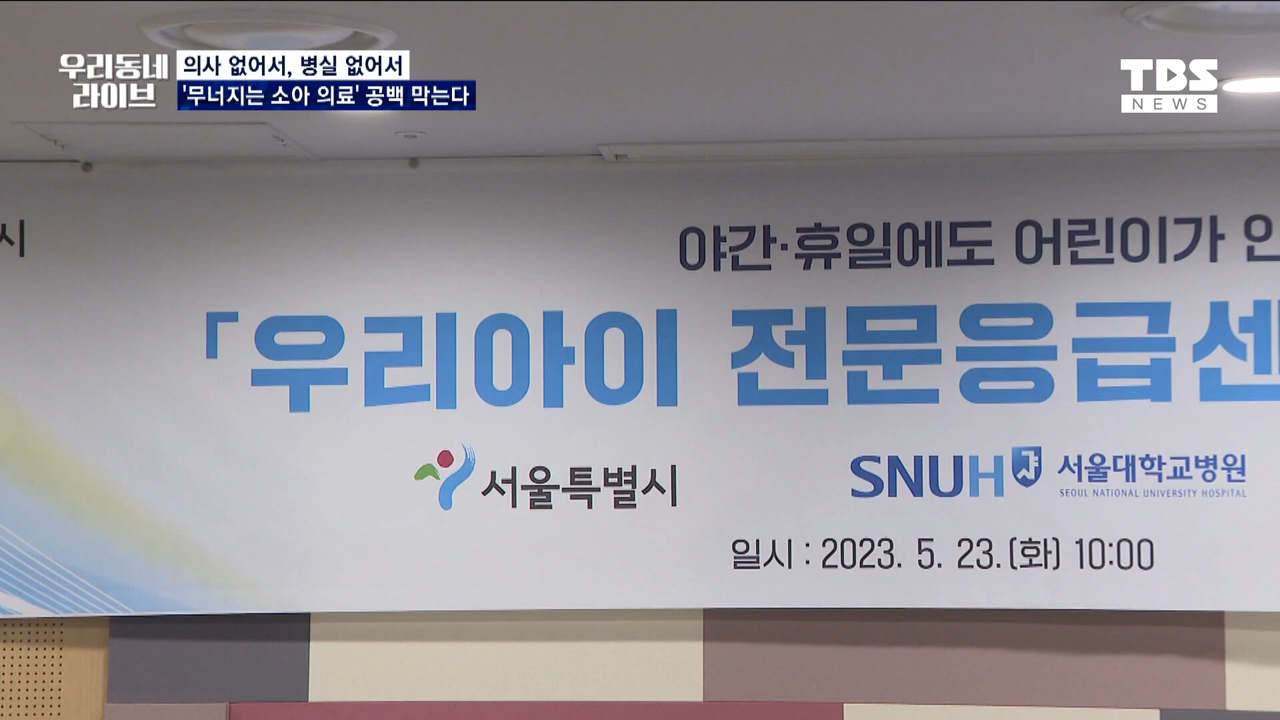 우리동네
라이브
의사 없어서, 병실 없어서
'무너지는 소아 의료' 공백 막는다
TBS
NEWS
시
야간·휴일에도 어린이가
「우리아이 전문응급센
서울특별시
SNUH 서울대학교병원
SEOUL NATIONAL UNIVERSITY HOSPITAL
일시 : 2023. 5. 23.(화) 10:00